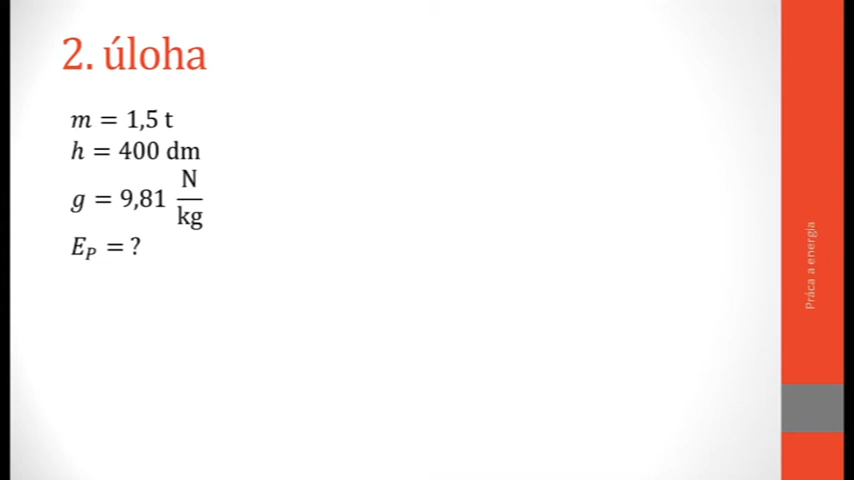 2. úloha
m = 1,5 t
h = 400 dm
g = 9,81 N/kg
E_P = ?
Práca a energia